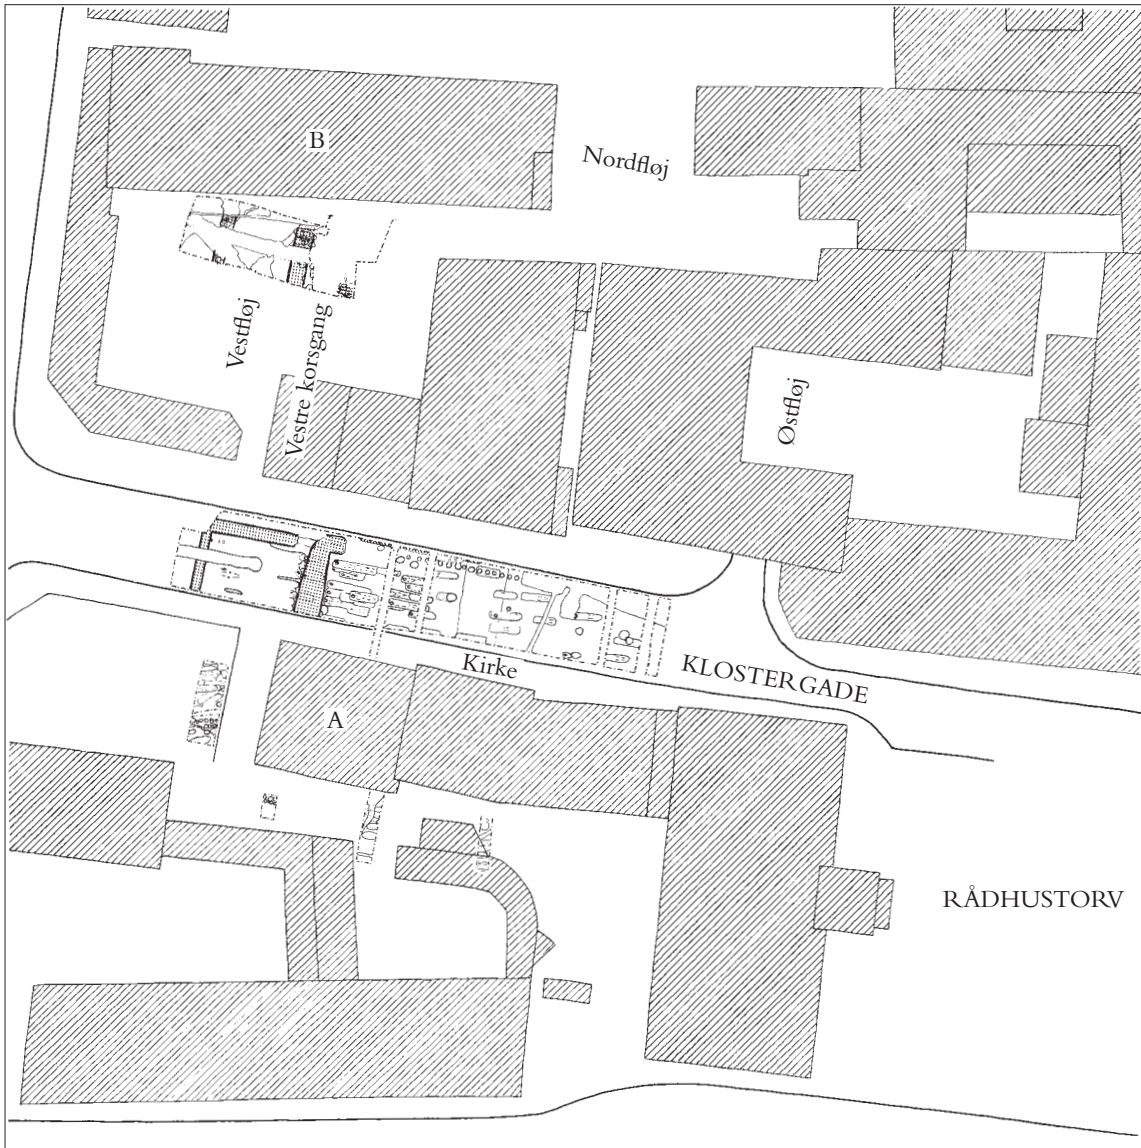 B
Nordfløj
Vestfløj
Vestre korsgang
Østfløj
Kirke
KLOSTERGADE
A
RÅDHUSTORV